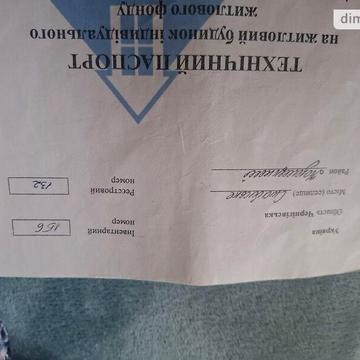 Україна
Область Чернігівська
Місто (селище)
Район
Інвентарний
номер
156
Реєстровий
номер
132
ТЕХНІЧНИЙ ПАСПОРТ
на житловий будинок індивідуального
житлового фонду
dim